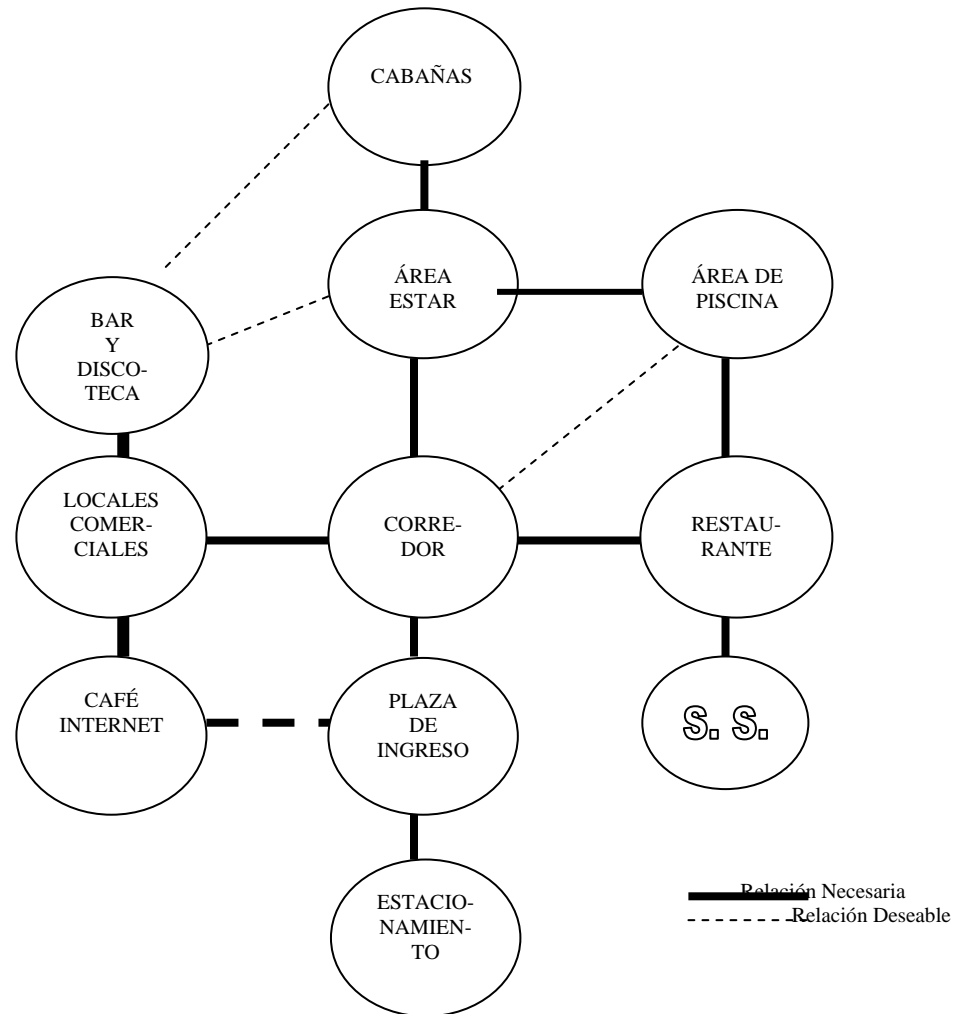 CABAÑAS
ÁREA
ESTAR
ÁREA DE
PISCINA
BAR
Y
DISCO-
TECA
LOCALES
COMER-
CIALES
CORRE-
DOR
RESTAU-
RANTE
CAFÉ
INTERNET
PLAZA
DE
INGRESO
S. S.
ESTACIO-
NAMIEN-
TO
Relación Necesaria
Relación Deseable